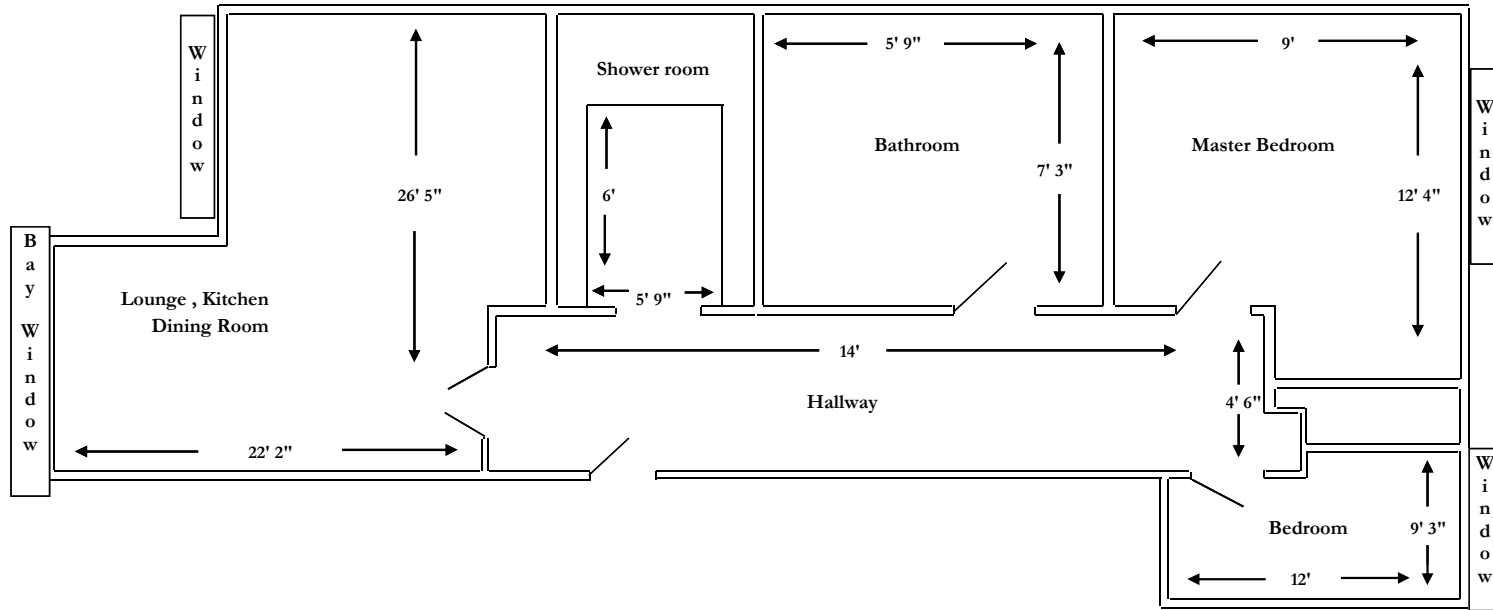 Window
Bay Window
Lounge , Kitchen
Dining Room
26' 5"
22' 2"
Shower room
6'
5' 9"
5' 9"
Bathroom
7' 3"
9'
Master Bedroom
12' 4"
Window
14'
Hallway
4' 6"
Bedroom
9' 3"
12'
Window